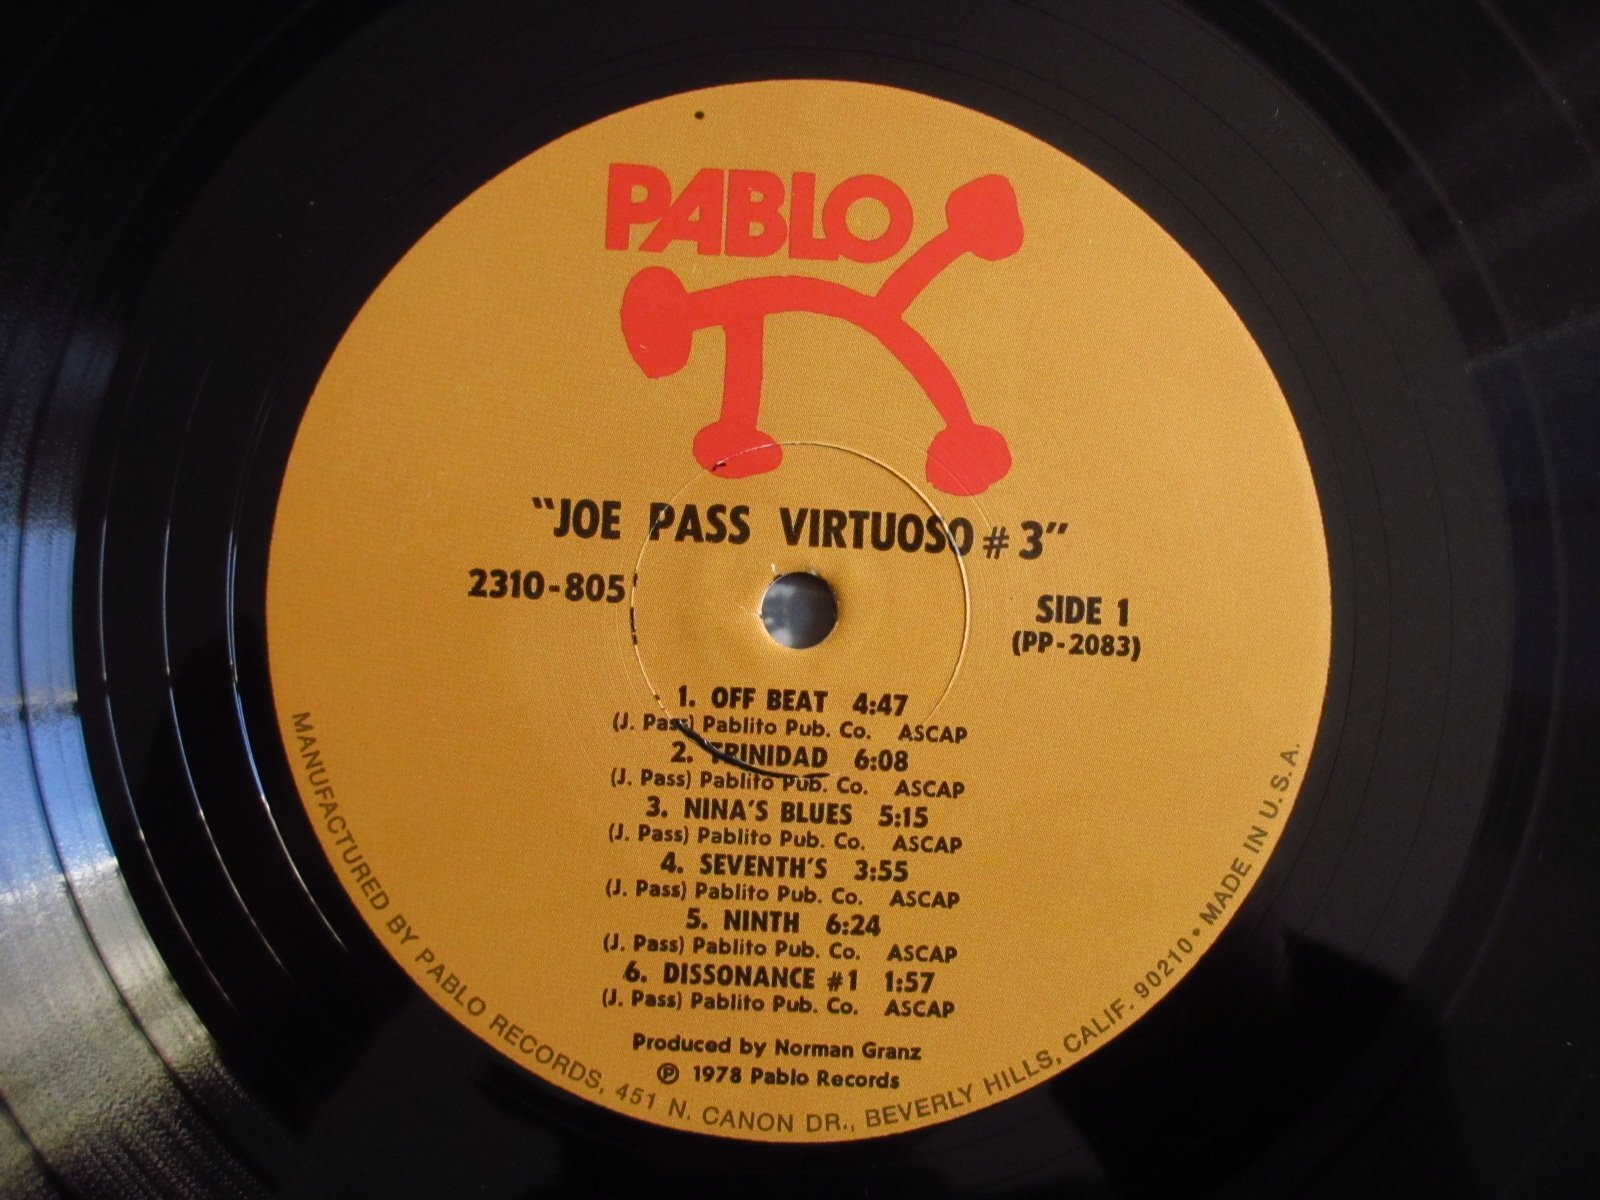 PABLO
"JOE PASS VIRTUOSO #3"
2310-805
SIDE 1
(PP-2083)
1. OFF BEAT 4:47
(J. Pass) Pablito Pub. Co. ASCAP
2. TRINIDAD 6:08
(J. Pass) Pablito Pub. Co. ASCAP
3. NINA'S BLUES 5:15
(J. Pass) Pablito Pub. Co. ASCAP
4. SEVENTH'S 3:55
(J. Pass) Pablito Pub. Co. ASCAP
5. NINTH 6:24
(J. Pass) Pablito Pub. Co. ASCAP
6. DISSONANCE #1 1:57
(J. Pass) Pablito Pub. Co. ASCAP
Produced by Norman Granz
℗ 1978 Pablo Records
MANUFACTURED BY PABLO RECORDS, 451 N. CANON DR., BEVERLY HILLS, CALIF. 90210 • MADE IN U.S.A.